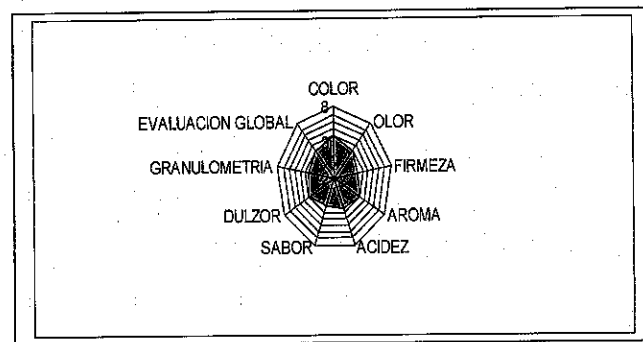 COLOR
8
EVALUACION GLOBAL
OLOR
GRANULOMETRIA
FIRMEZA
DULZOR
AROMA
SABOR
ACIDEZ